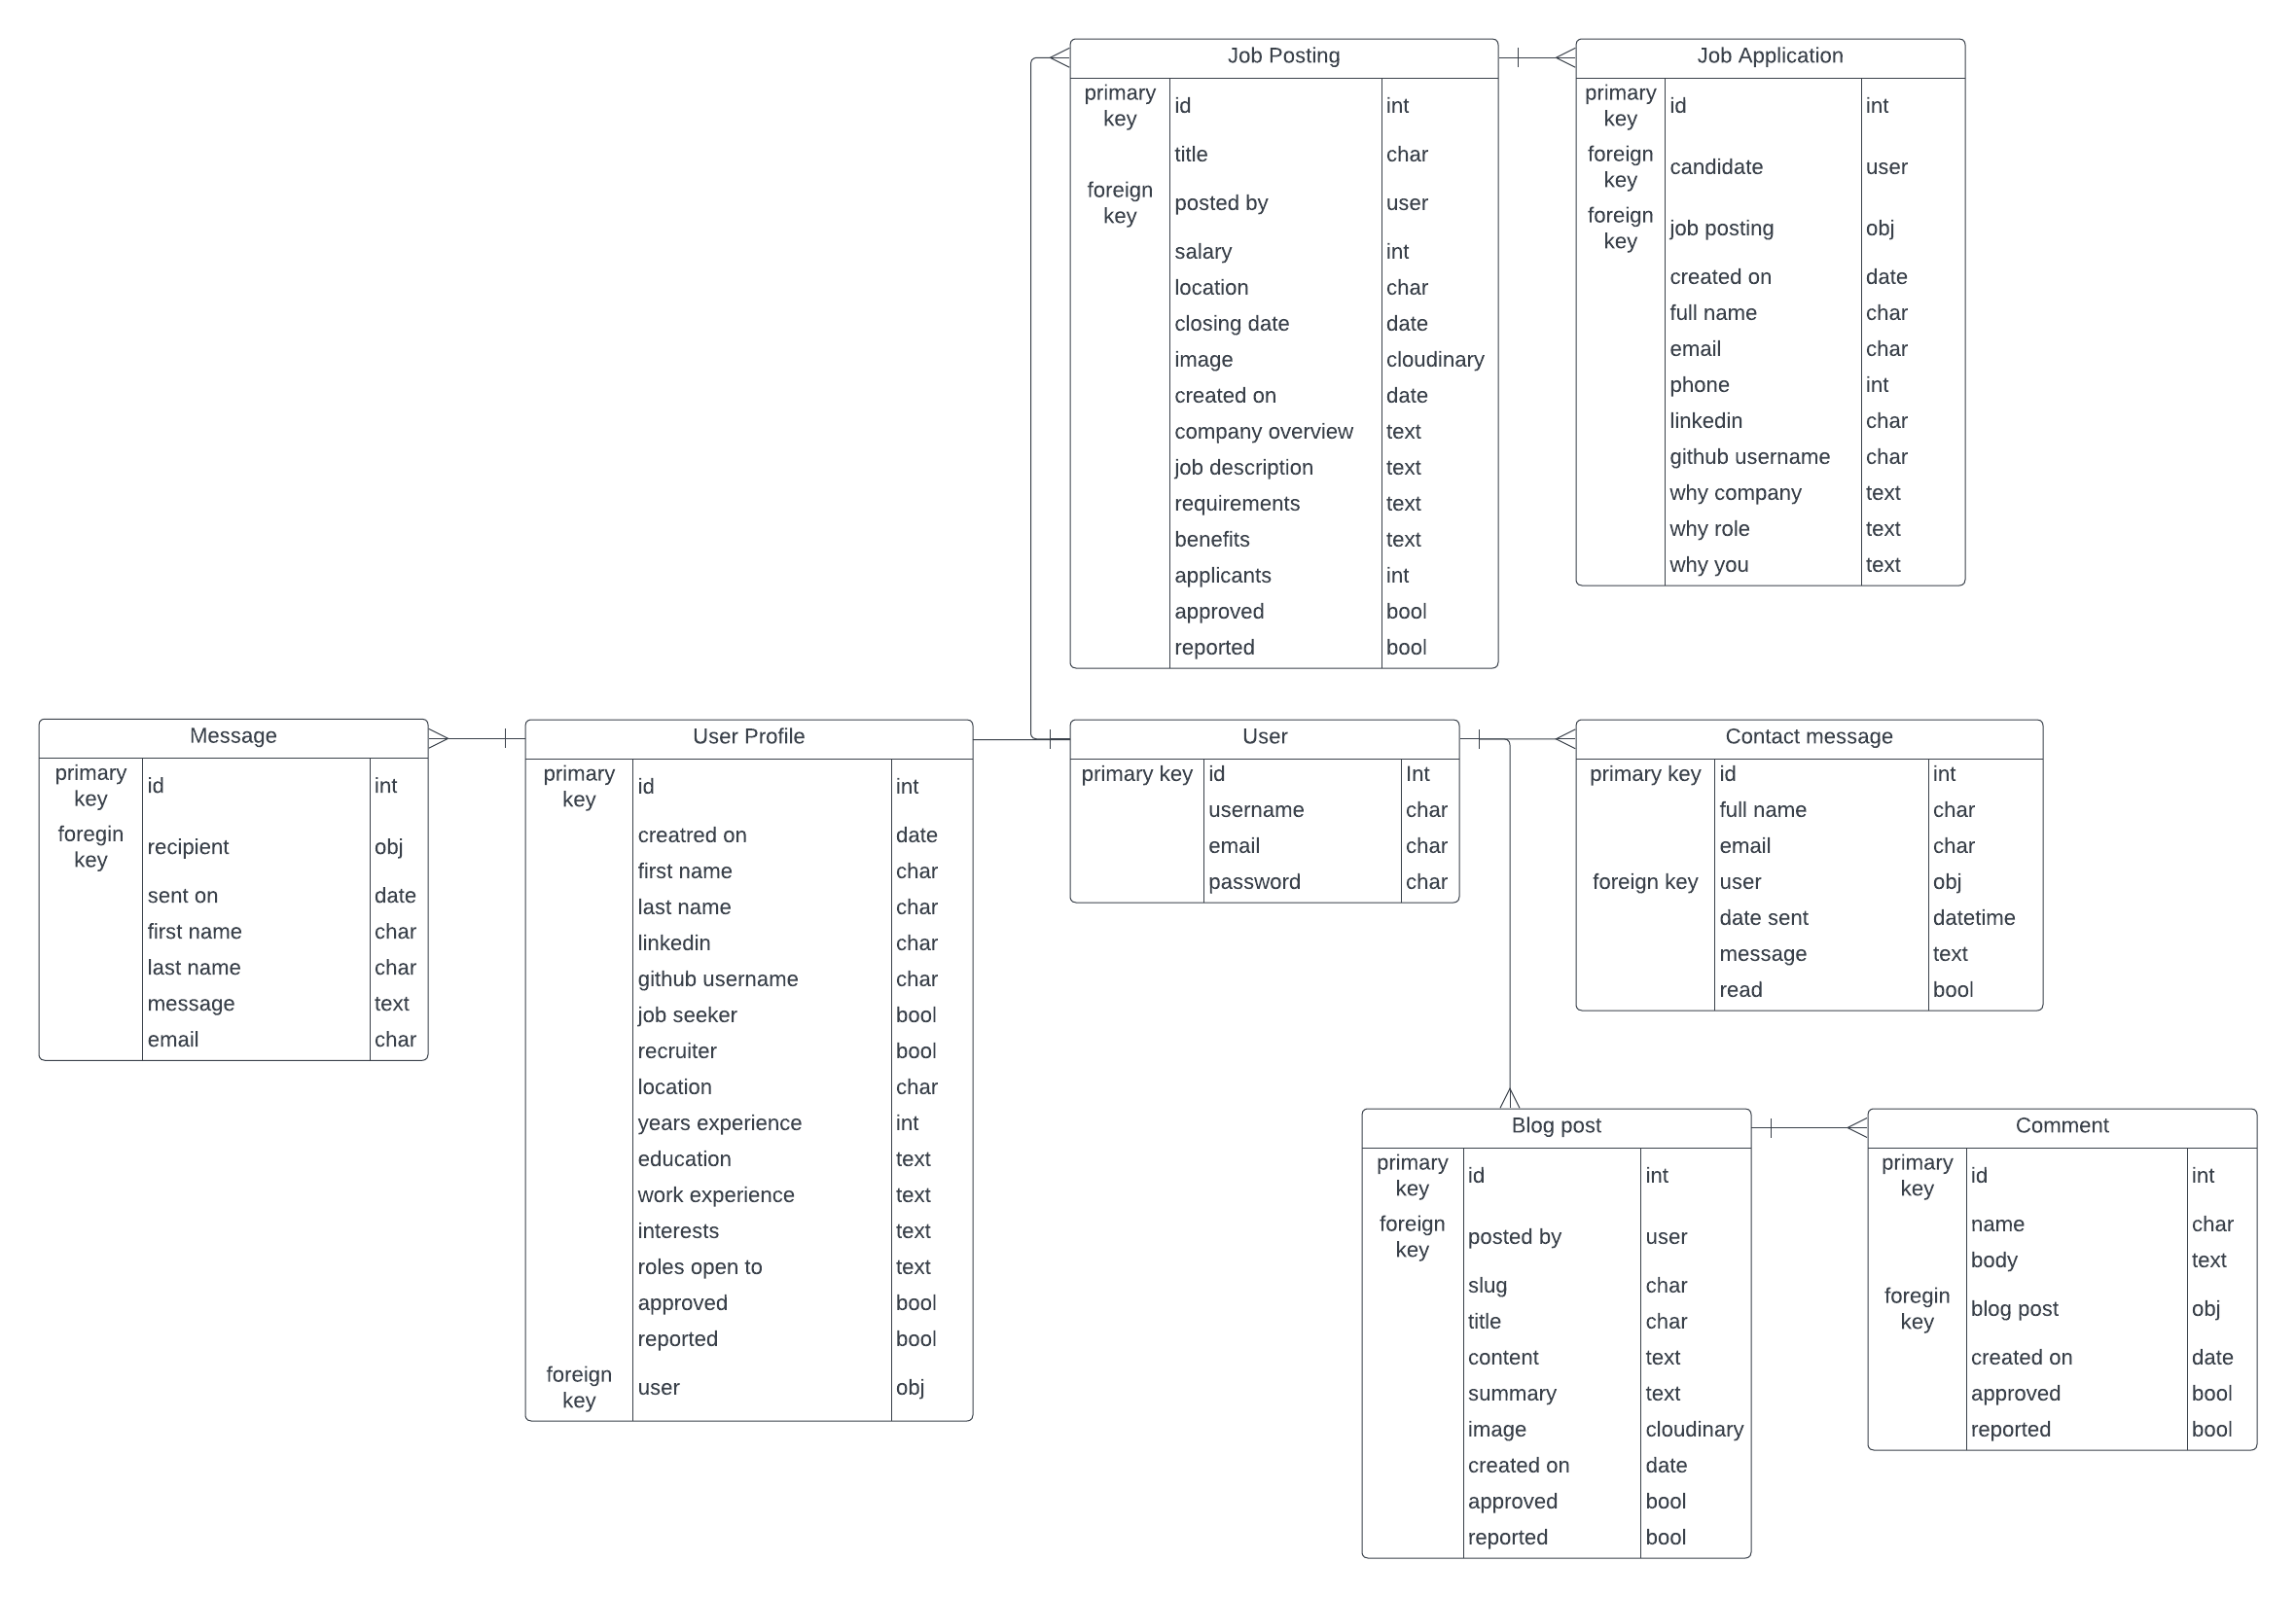 Job Posting
primary
key
id
int
title
char
foreign
key
posted by
user
salary
int
location
char
closing date
date
image
cloudinary
created on
date
company overview
text
job description
text
requirements
text
benefits
text
applicants
int
approved
bool
reported
bool
Job Application
primary
key
id
int
foreign
key
candidate
user
foreign
key
job posting
obj
created on
date
full name
char
email
char
phone
int
linkedin
char
github username
char
why company
text
why role
text
why you
text
Message
primary
key
id
int
foregin
key
recipient
obj
sent on
date
first name
char
last name
char
message
text
email
char
User Profile
primary
key
id
int
creatred on
date
first name
char
last name
char
linkedin
char
github username
char
job seeker
bool
recruiter
bool
location
char
years experience
int
education
text
work experience
text
interests
text
roles open to
text
approved
bool
reported
bool
foreign
key
user
obj
User
primary key
id
Int
username
char
email
char
password
char
Contact message
primary key
id
int
full name
char
email
char
foreign key
user
obj
date sent
datetime
message
text
read
bool
Blog post
primary
key
id
int
foreign
key
posted by
user
slug
char
title
char
content
text
summary
text
image
cloudinary
created on
date
approved
bool
reported
bool
Comment
primary
key
id
int
name
char
body
text
foregin
key
blog post
obj
created on
date
approved
bool
reported
bool